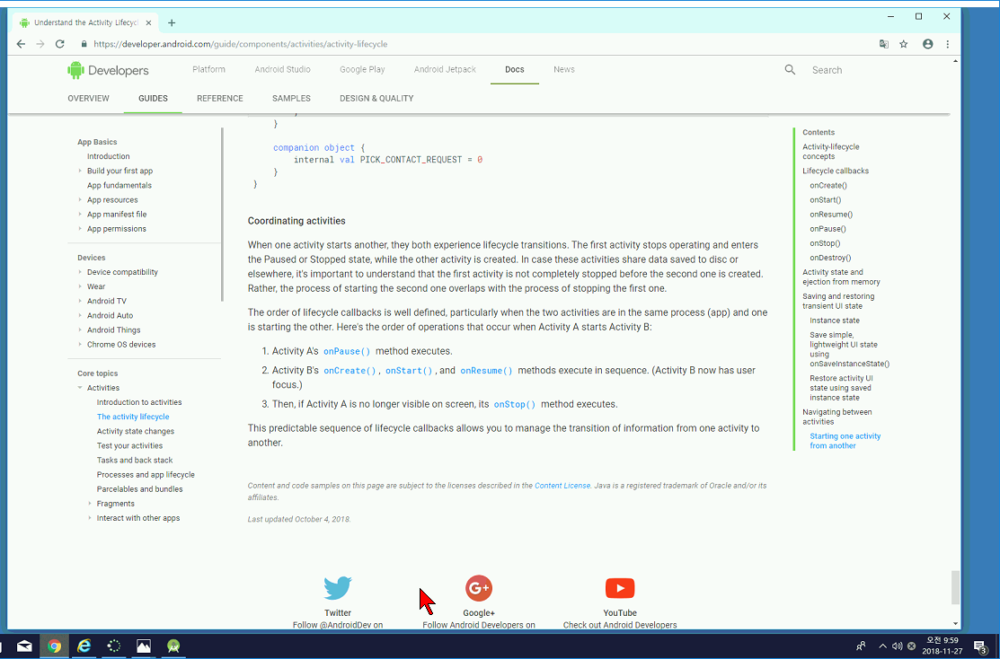 Understand the Activity Lifecyc
https://developer.android.com/guide/components/activities/activity-lifecycle
Developers
Platform
Android Studio
Google Play
Android Jetpack
Docs
News
Search
OVERVIEW
GUIDES
REFERENCE
SAMPLES
DESIGN & QUALITY
App Basics
Introduction
Build your first app
App fundamentals
App resources
App manifest file
App permissions
Devices
Device compatibility
Wear
Android TV
Android Auto
Android Things
Chrome OS devices
Core topics
Activities
Introduction to activities
The activity lifecycle
Activity state changes
Test your activities
Tasks and back stack
Processes and app lifecycle
Parcelables and bundles
Fragments
Interact with other apps
}
companion object {
internal val PICK_CONTACT_REQUEST = 0
}
}
Coordinating activities
When one activity starts another, they both experience lifecycle transitions. The first activity stops operating and enters
the Paused or Stopped state, while the other activity is created. In case these activities share data saved to disc or
elsewhere, it's important to understand that the first activity is not completely stopped before the second one is created.
Rather, the process of starting the second one overlaps with the process of stopping the first one.
The order of lifecycle callbacks is well defined, particularly when the two activities are in the same process (app) and one
is starting the other. Here's the order of operations that occur when Activity A starts Activity B:
1. Activity A's onPause() method executes.
2. Activity B's onCreate(), onStart(), and onResume() methods execute in sequence. (Activity B now has user
focus.)
3. Then, if Activity A is no longer visible on screen, its onStop() method executes.
This predictable sequence of lifecycle callbacks allows you to manage the transition of information from one activity to
another.
Content and code samples on this page are subject to the licenses described in the Content License. Java is a registered trademark of Oracle and/or its
affiliates.
Last updated October 4, 2018.
Contents
Activity-lifecycle
concepts
Lifecycle callbacks
onCreate()
onStart()
onResume()
onPause()
onStop()
onDestroy()
Activity state and
ejection from memory
Saving and restoring
transient UI state
Instance state
Save simple,
lightweight UI state
using
onSaveInstanceState()
Restore activity UI
state using saved
instance state
Navigating between
activities
Starting one activity
from another
G+
Twitter
Follow @AndroidDev on
Google+
Follow Android Developers on
YouTube
Check out Android Developers
오전 9:59
2018-11-27
3